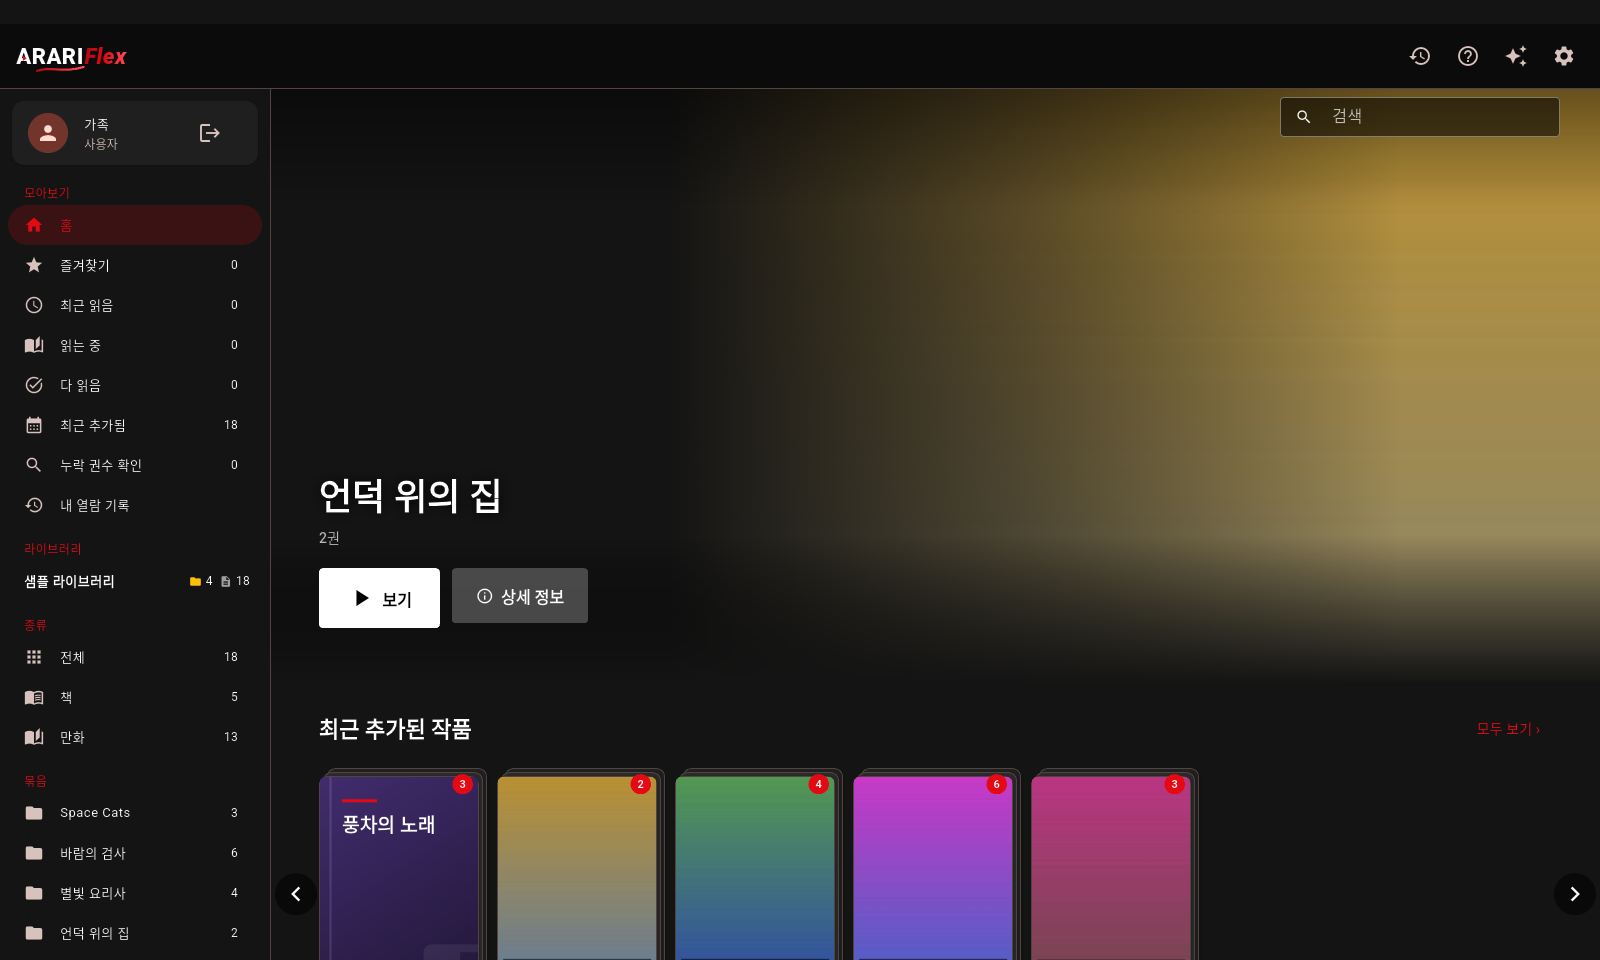 ARARIFlex
검색
가족
사용자
모아보기
홈
즐겨찾기 0
최근 읽음 0
읽는 중 0
다 읽음 0
최근 추가됨 18
누락 권수 확인 0
내 열람 기록
라이브러리
샘플 라이브러리 4 18
종류
전체 18
책 5
만화 13
묶음
Space Cats 3
바람의 검사 6
별빛 요리사 4
언덕 위의 집 2
언덕 위의 집
2권
보기
상세 정보
최근 추가된 작품
모두 보기 ›
3
풍차의 노래
2
4
6
3